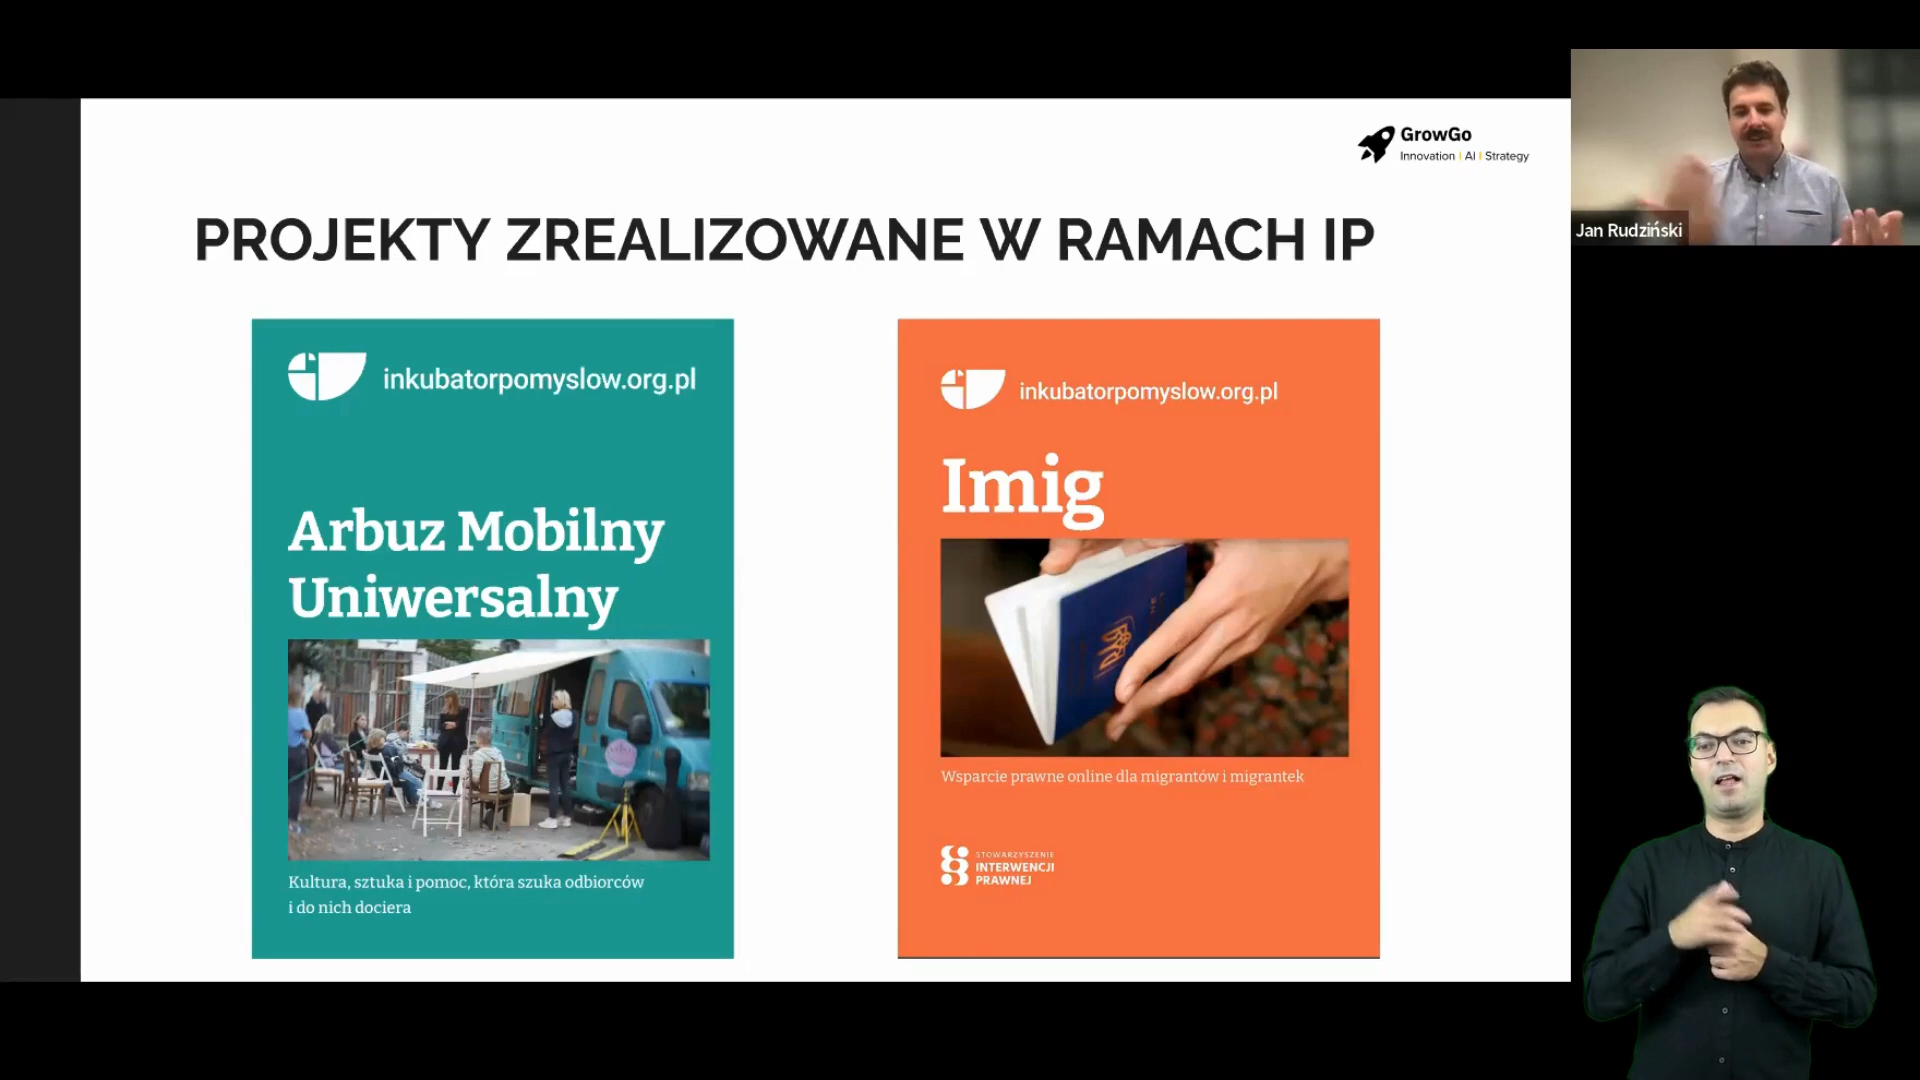 GrowGo
Innovation | AI | Strategy
Jan Rudziński
PROJEKTY ZREALIZOWANE W RAMACH IP
inkubatorpomyslow.org.pl
Arbuz Mobilny
Uniwersalny
Kultura, sztuka i pomoc, która szuka odbiorców
i do nich dociera
inkubatorpomyslow.org.pl
Imig
Wsparcie prawne online dla migrantów i migrantek
STOWARZYSZENIE
INTERWENCJI
PRAWNEJ